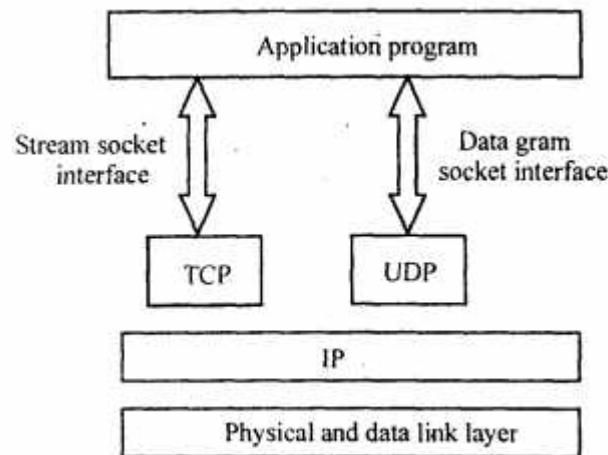 Application program
Stream socket
interface
Data gram
socket interface
TCP
UDP
IP
Physical and data link layer